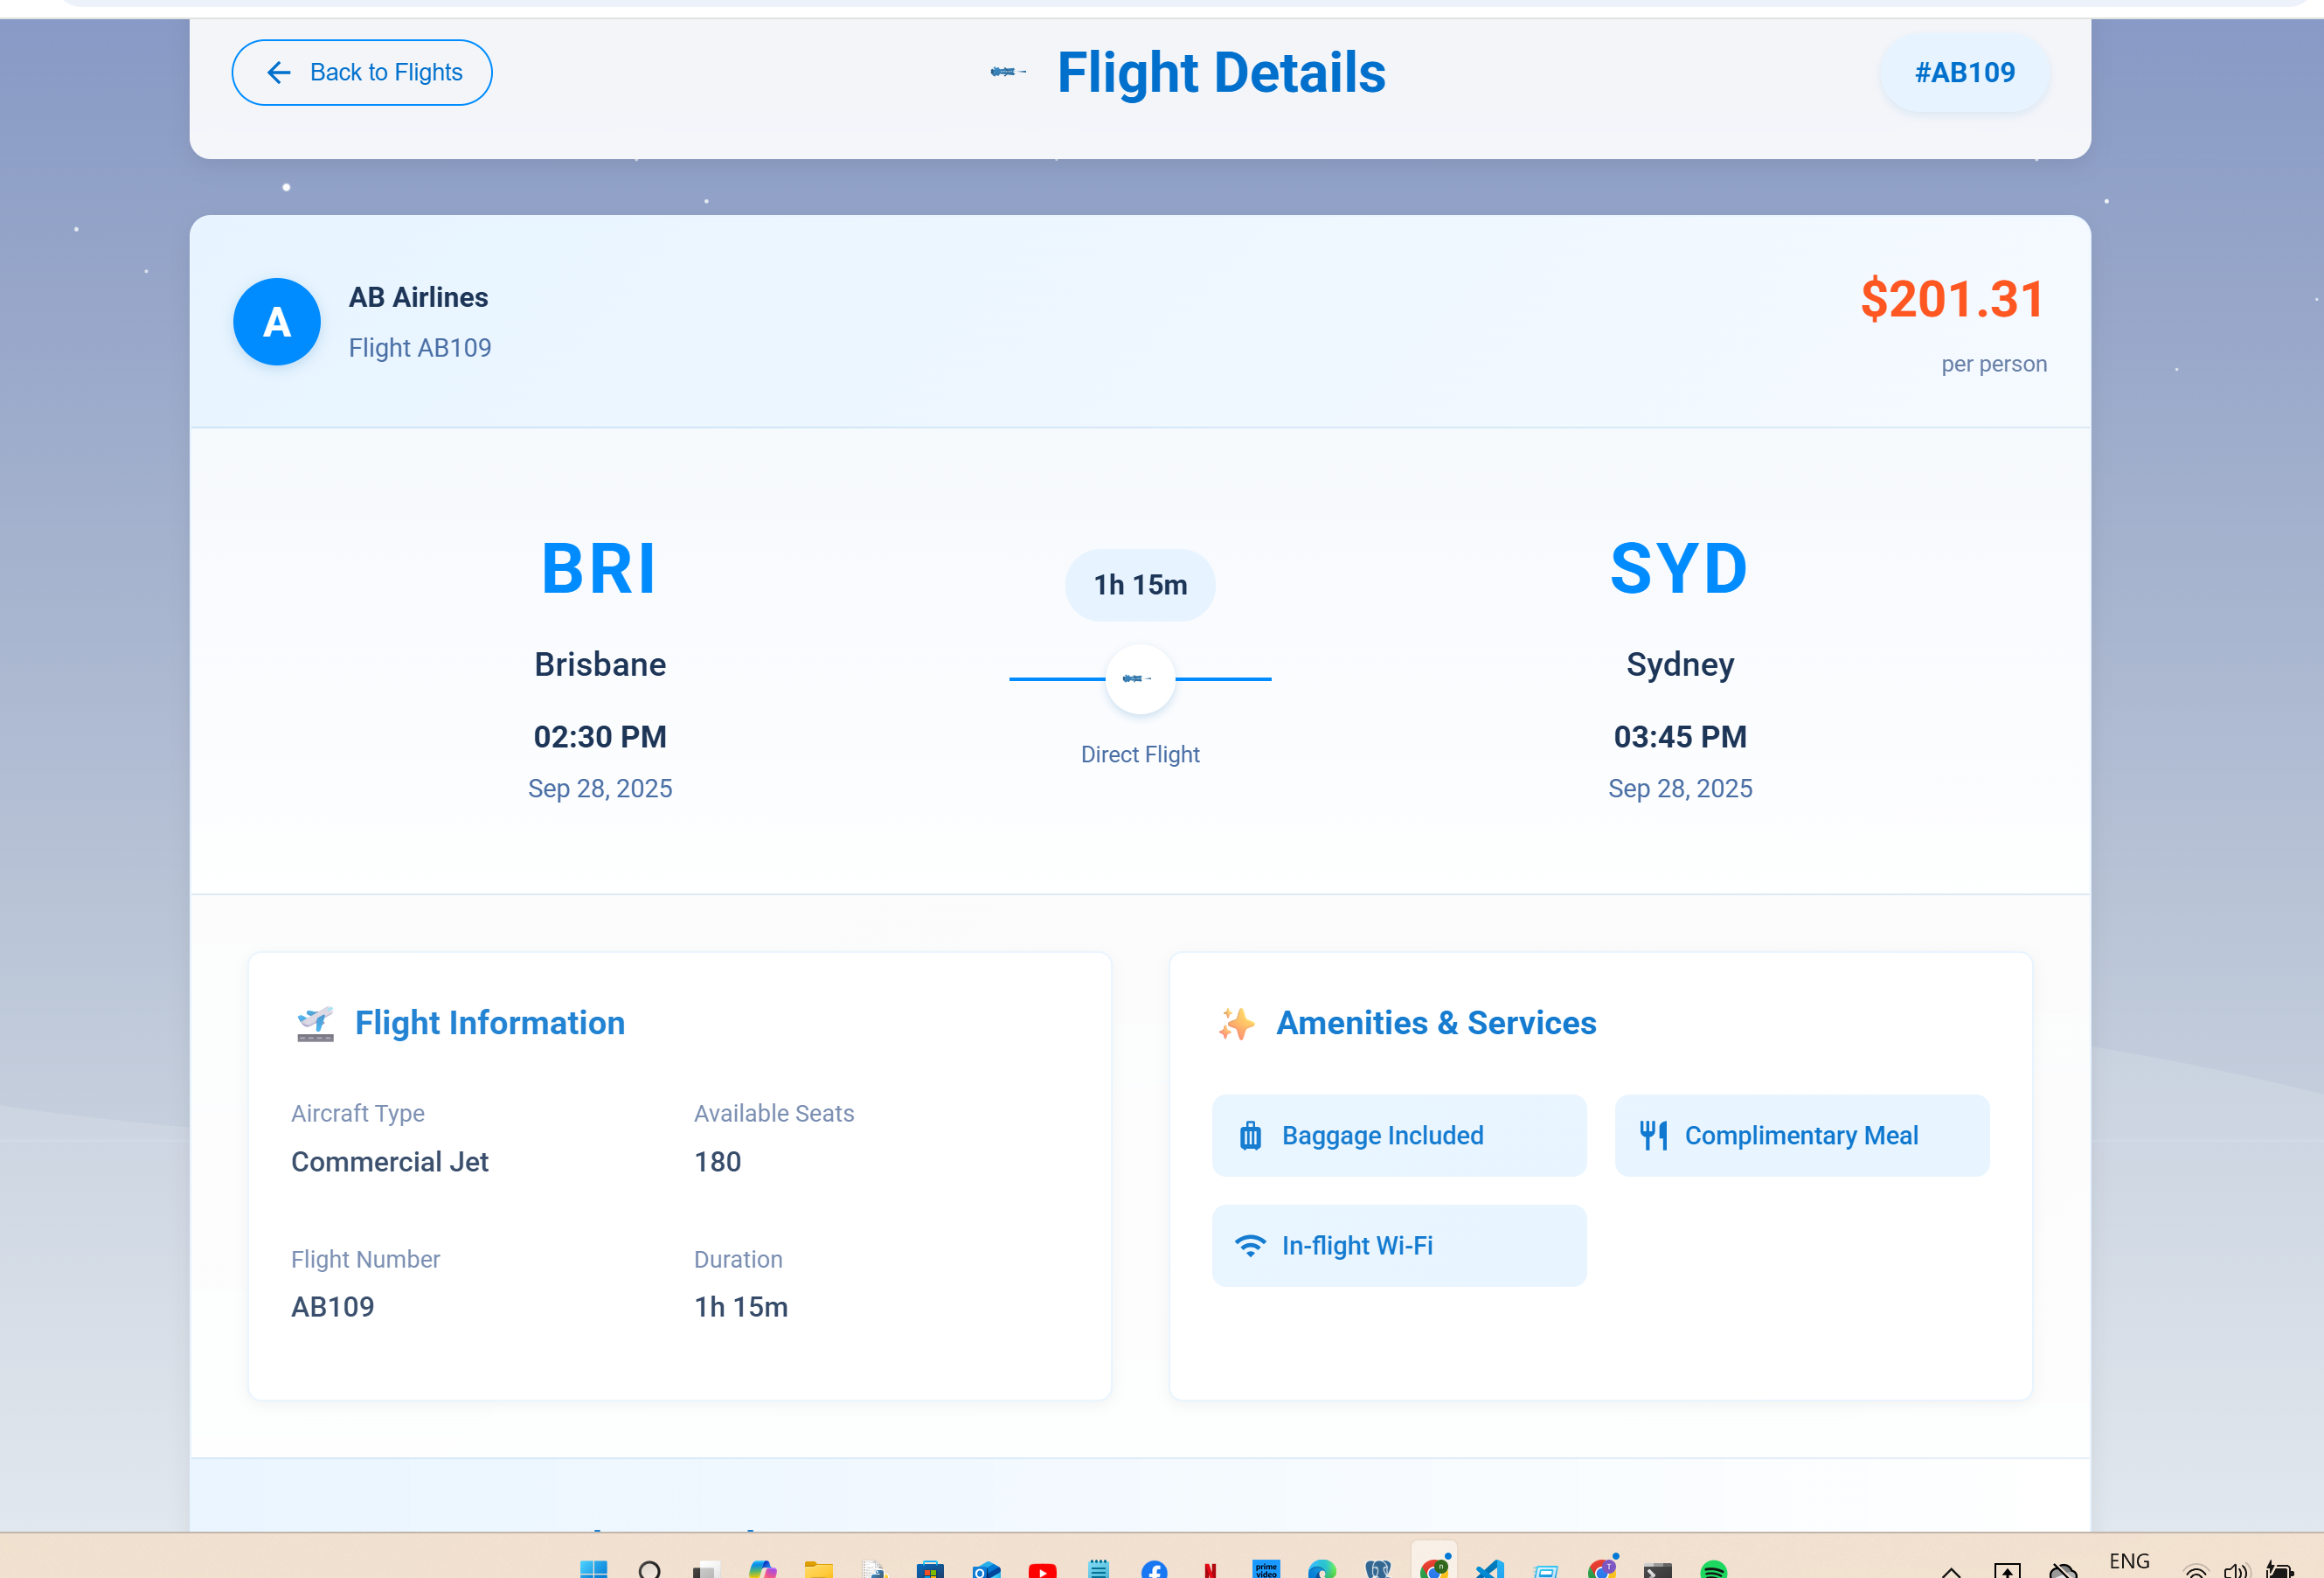 Back to Flights
Flight Details
#AB109
A
AB Airlines
Flight AB109
$201.31
per person
BRI
Brisbane
02:30 PM
Sep 28, 2025
1h 15m
Direct Flight
SYD
Sydney
03:45 PM
Sep 28, 2025
Flight Information
Aircraft Type
Commercial Jet
Available Seats
180
Flight Number
AB109
Duration
1h 15m
Amenities & Services
Baggage Included
Complimentary Meal
In-flight Wi-Fi
prime
video
ENG